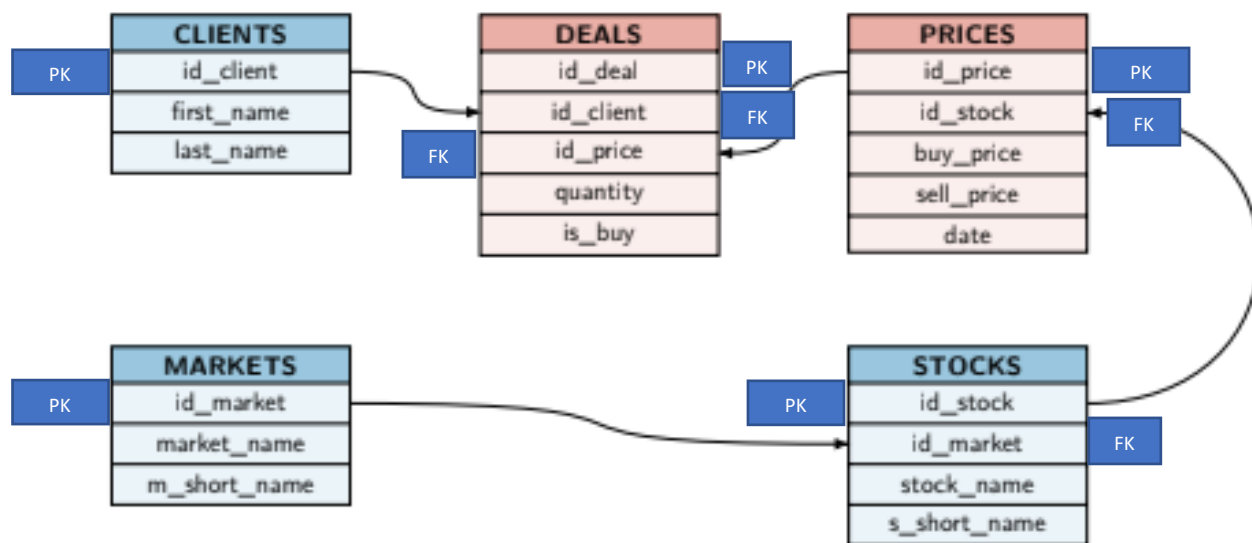 CLIENTS
PK
id_client
first_name
last_name
DEALS
id_deal
PK
id_client
FK
FK
id_price
quantity
is_buy
PRICES
id_price
PK
id_stock
FK
buy_price
sell_price
date
MARKETS
PK
id_market
market_name
m_short_name
STOCKS
PK
id_stock
id_market
FK
stock_name
s_short_name